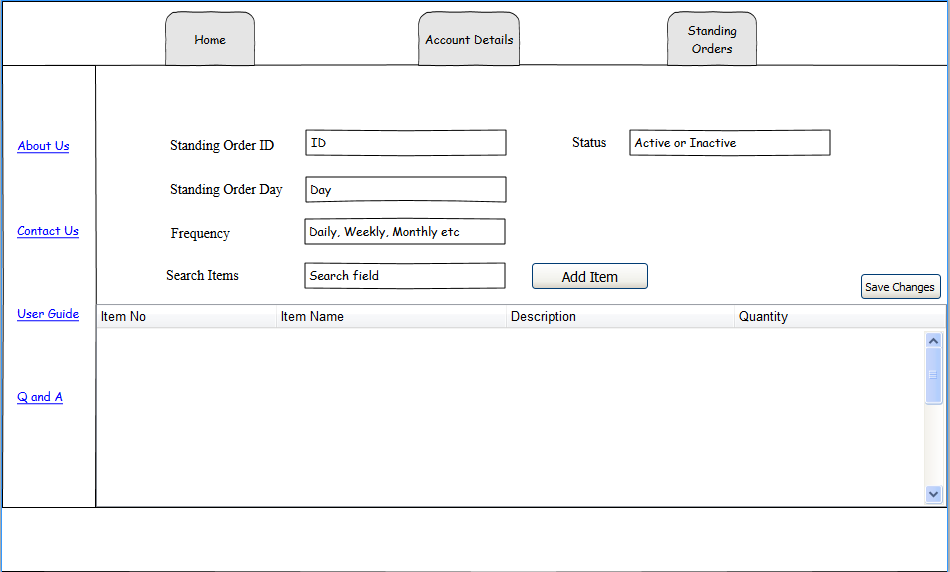 Home
Account Details
Standing
Orders
About Us
Contact Us
User Guide
Q and A
Standing Order ID
ID
Status
Active or Inactive
Standing Order Day
Day
Frequency
Daily, Weekly, Monthly etc
Search Items
Search field
Add Item
Save Changes
Item No
Item Name
Description
Quantity